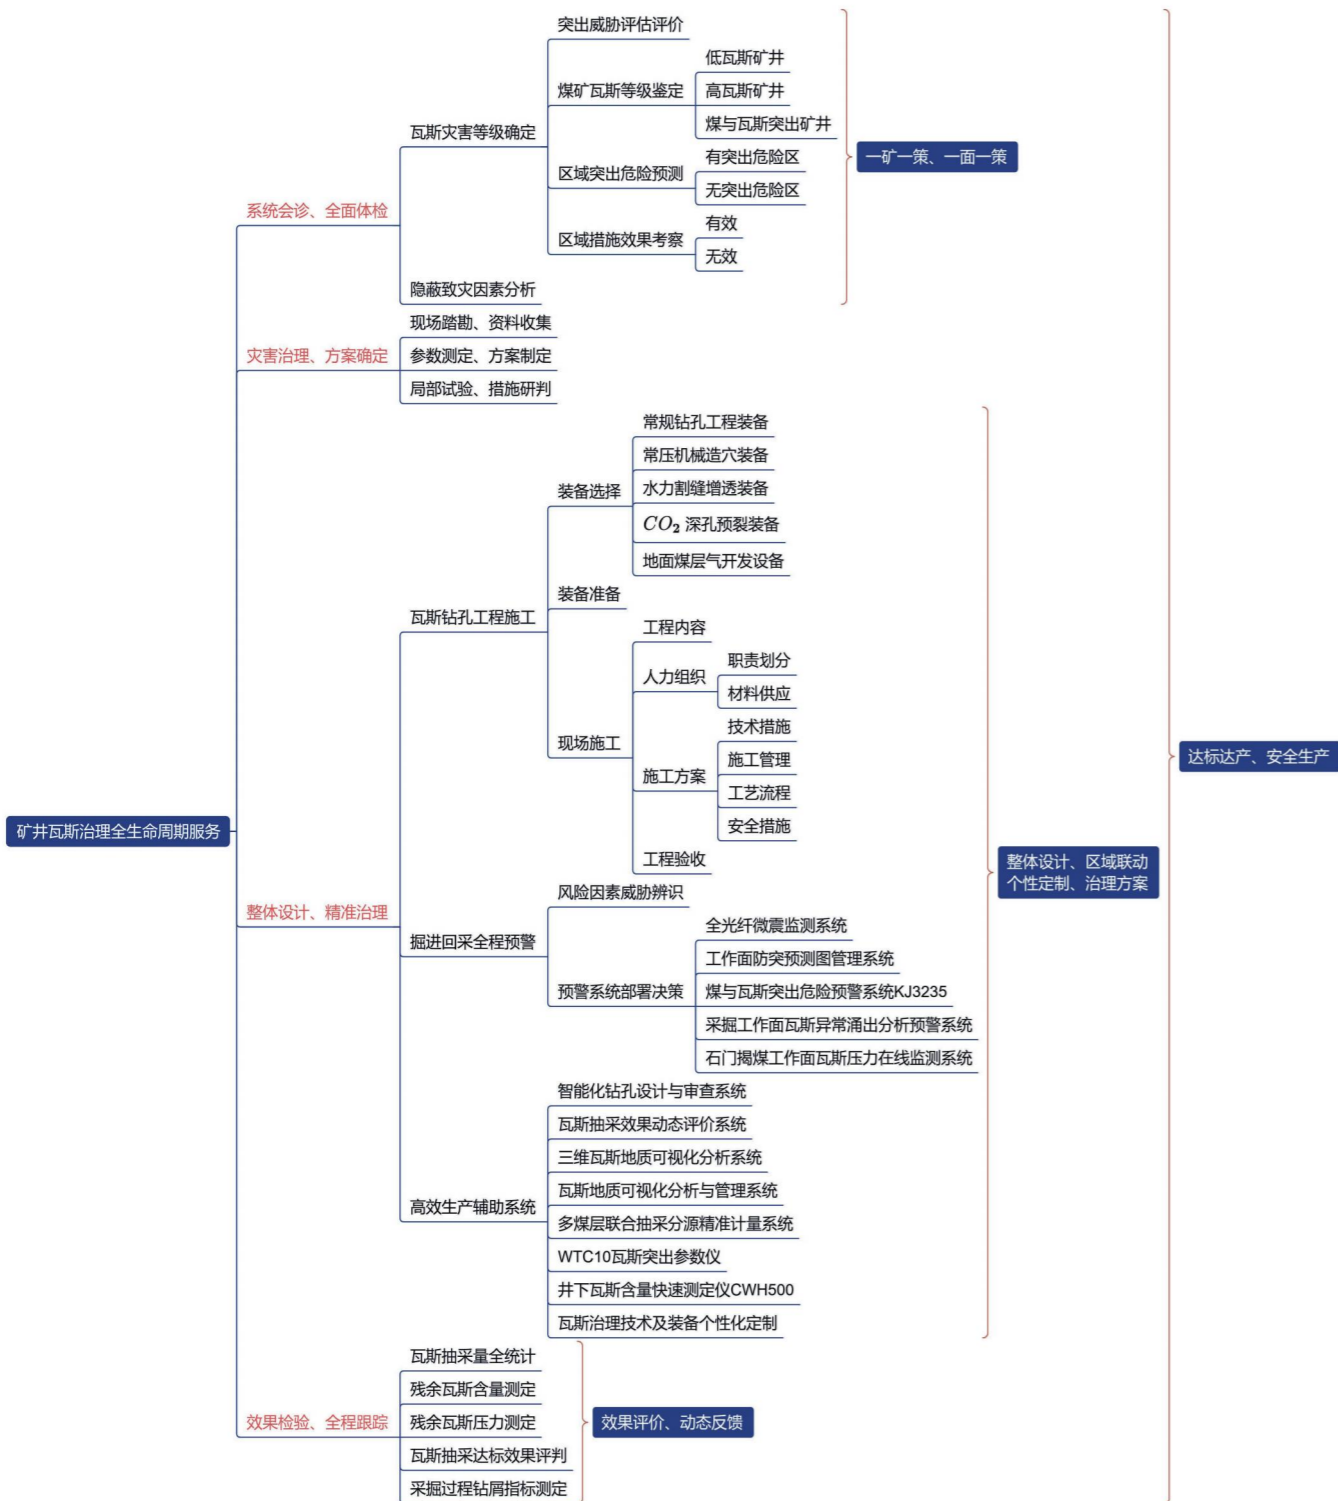 突出威胁评估评价
低瓦斯矿井
煤矿瓦斯等级鉴定
高瓦斯矿井
煤与瓦斯突出矿井
瓦斯灾害等级确定
一矿一策、一面一策
有突出危险区
区域突出危险预测
无突出危险区
系统会诊、全面体检
有效
区域措施效果考察
无效
隐蔽致灾因素分析
现场踏勘、资料收集
灾害治理、方案确定
参数测定、方案制定
局部试验、措施研判
常规钻孔工程装备
常压机械造穴装备
装备选择
水力割缝增透装备
CO₂ 深孔预裂装备
地面煤层气开发设备
装备准备
瓦斯钻孔工程施工
工程内容
职责划分
人力组织
材料供应
技术措施
现场施工
施工管理
达标达产、安全生产
施工方案
工艺流程
安全措施
矿井瓦斯治理全生命周期服务
工程验收
整体设计、区域联动
个性定制、治理方案
风险因素威胁辨识
整体设计、精准治理
全光纤微震监测系统
掘进回采全程预警
工作面防突预测图管理系统
预警系统部署决策
煤与瓦斯突出危险预警系统KJ3235
采掘工作面瓦斯异常涌出分析预警系统
石门揭煤工作面瓦斯压力在线监测系统
智能化钻孔设计与审查系统
瓦斯抽采效果动态评价系统
三维瓦斯地质可视化分析系统
瓦斯地质可视化分析与管理系统
高效生产辅助系统
多煤层联合抽采分源精准计量系统
WTC10瓦斯突出参数仪
井下瓦斯含量快速测定仪CWH500
瓦斯治理技术及装备个性化定制
瓦斯抽采量全统计
残余瓦斯含量测定
效果检验、全程跟踪
残余瓦斯压力测定
效果评价、动态反馈
瓦斯抽采达标效果评判
采掘过程钻屑指标测定